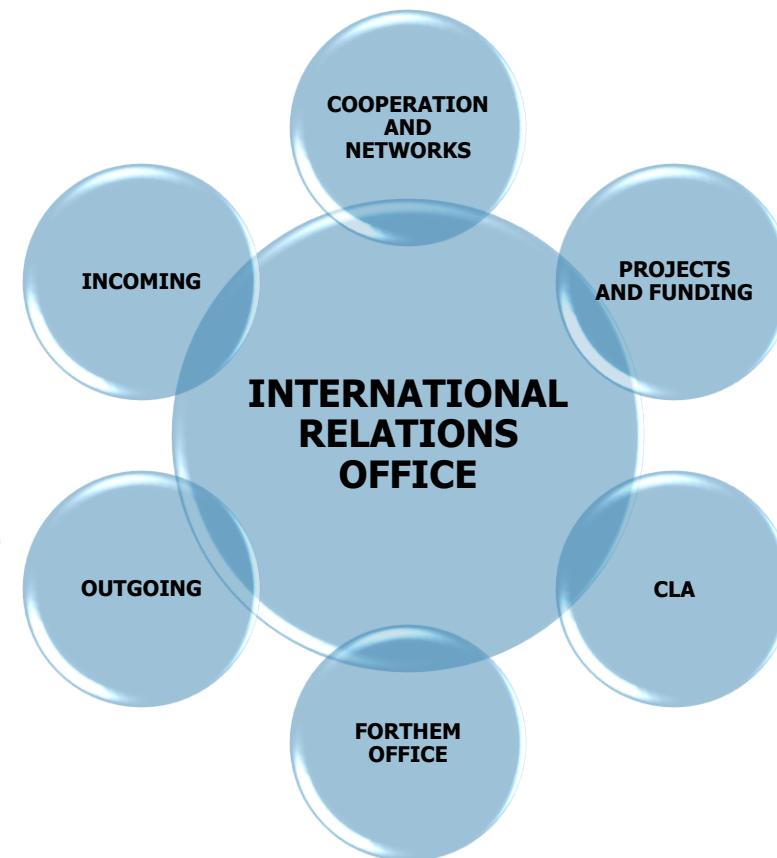 COOPERATION
AND
NETWORKS
INCOMING
PROJECTS
AND FUNDING
INTERNATIONAL
RELATIONS
OFFICE
OUTGOING
CLA
FORTHEM
OFFICE